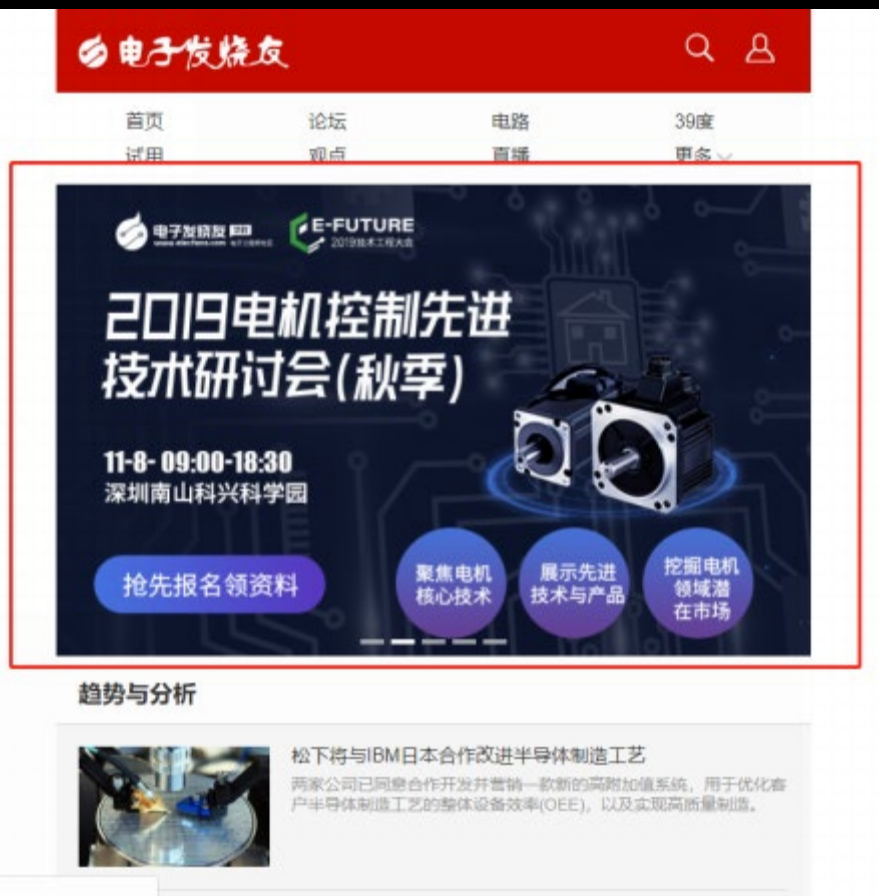 电子发烧友
首页 论坛 电路 39度
试用 观点 直播 更多
电子发烧友 E-FUTURE
www.elecfans.com 2019技术工程大会
2019电机控制先进
技术研讨会(秋季)
11-8- 09:00-18:30
深圳南山科兴科学园
抢先报名领资料
聚焦电机
核心技术
展示先进
技术与产品
挖掘电机
领域潜
在市场
趋势与分析
松下将与IBM日本合作改进半导体制造工艺
两家公司已同意合作开发并营销一款新的高附加值系统，用于优化客
户半导体制造工艺的整体设备效率(OEE)，以及实现高质量制造。